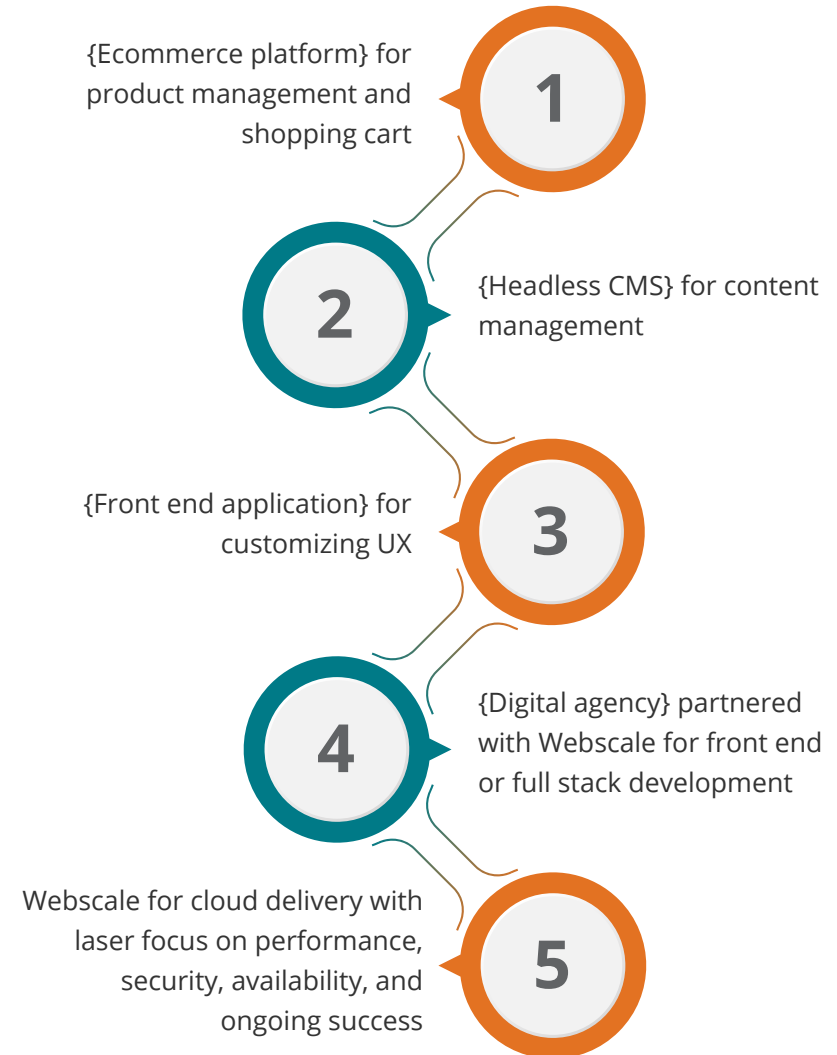 {Ecommerce platform} for
product management and
shopping cart
1
2
{Headless CMS} for content
management
{Front end application} for
customizing UX
3
4
{Digital agency} partnered
with Webscale for front end
or full stack development
Webscale for cloud delivery with
laser focus on performance,
security, availability, and
ongoing success
5